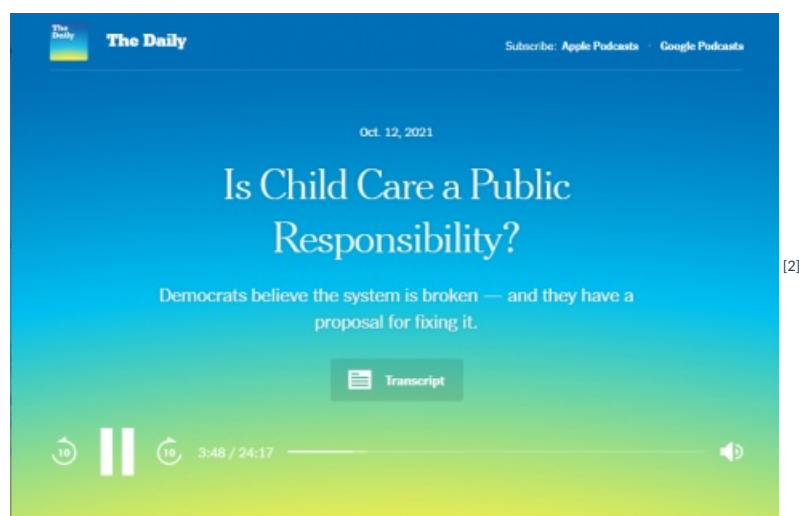 The
Daily
The Daily
Subscribe: Apple Podcasts · Google Podcasts
Oct. 12, 2021
Is Child Care a Public
Responsibility?
[2]
Democrats believe the system is broken — and they have a
proposal for fixing it.
Transcript
10
10
3:48 / 24:17